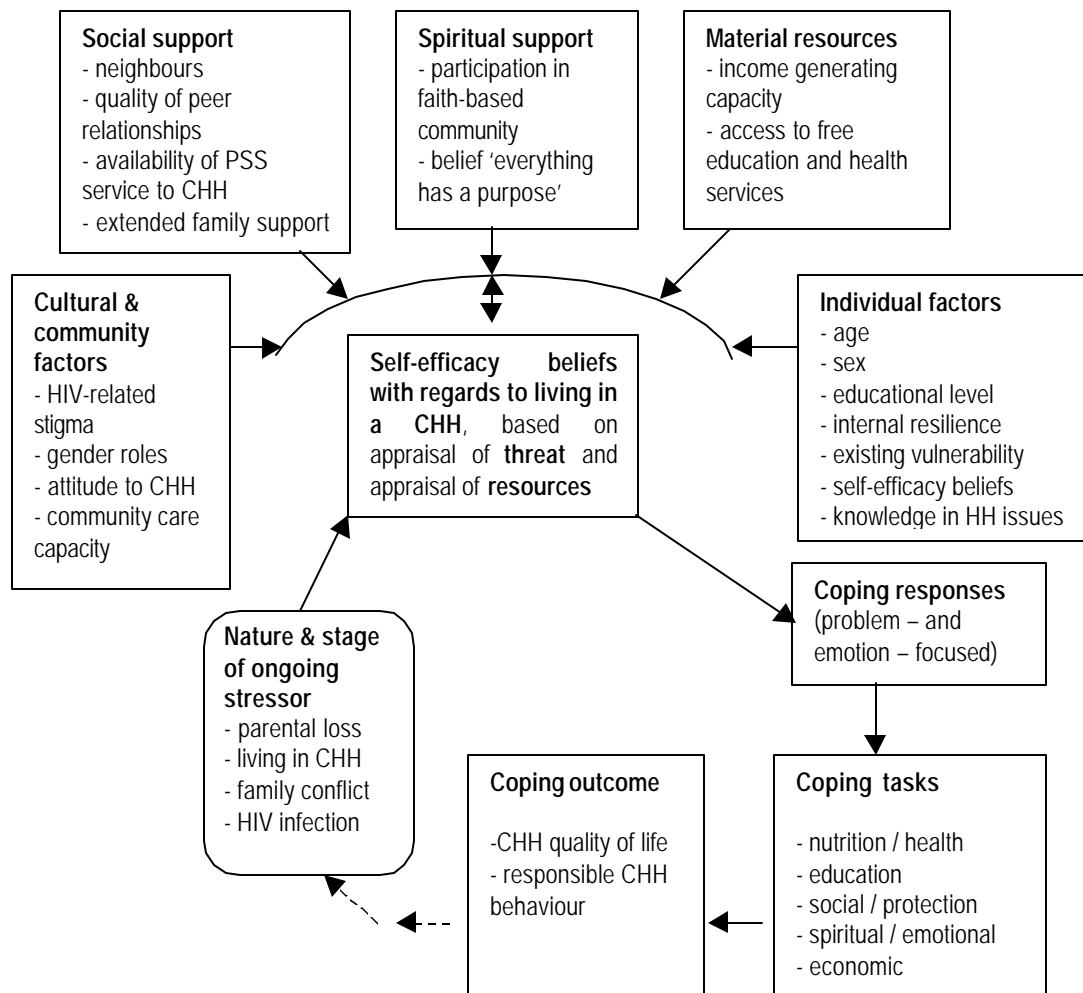 Social support
- neighbours
- quality of peer
relationships
- availability of PSS
service to CHH
- extended family support
Spiritual support
- participation in
faith-based
community
- belief ‘everything
has a purpose’
Material resources
- income generating
capacity
- access to free
education and health
services
Cultural &
community
factors
- HIV-related
stigma
- gender roles
- attitude to CHH
- community care
capacity
Self-efficacy beliefs
with regards to living in
a CHH, based on
appraisal of threat and
appraisal of resources
Individual factors
- age
- sex
- educational level
- internal resilience
- existing vulnerability
- self-efficacy beliefs
- knowledge in HH issues
Coping responses
(problem – and
emotion – focused)
Nature & stage
of ongoing
stressor
- parental loss
- living in CHH
- family conflict
- HIV infection
Coping outcome
-CHH quality of life
- responsible CHH
behaviour
Coping tasks
- nutrition / health
- education
- social / protection
- spiritual / emotional
- economic